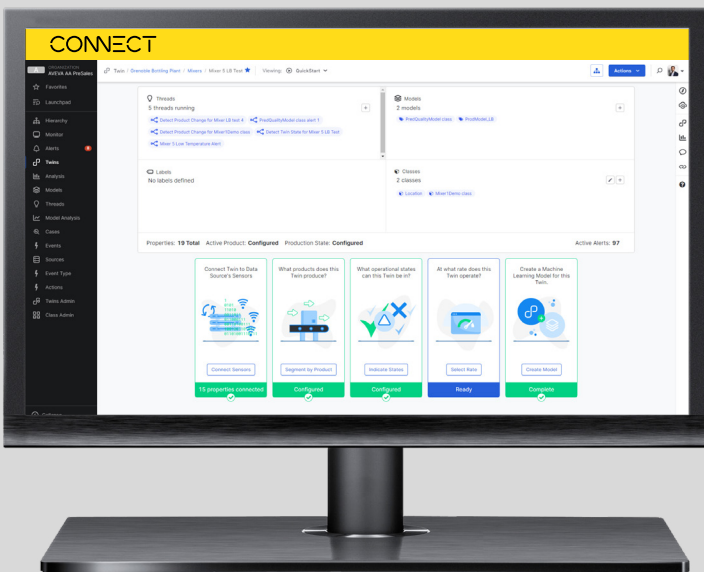 CONNECT
A
ORGANIZATION
AVEVA AA PreSales
Favorites
Launchpad
Hierarchy
Monitor
Alerts
Twins
Analysis
Models
Threads
Model Analysis
Cases
Events
Sources
Event Type
Actions
Twins Admin
Class Admin
Twin / Grenoble Bottling Plant / Mixers / Mixer 5 LB Test Viewing: QuickStart
Actions
Threads
5 threads running
Detect Product Change for Mixer LB test 4
PredQualityModel class alert 1
Detect Product Change for Mixer1Demo class
Detect Twin State for Mixer 5 LB Test
Mixer 5 Live Temperature Alert
Models
2 models
PredQualityModel class
ProdModel_LB
Labels
No labels defined
Classes
2 classes
Location
Mixer1Demo class
Properties: 19 Total Active Product: Configured Production State: Configured Active Alerts: 97
Connect Twin to Data
Source's Sensors
Connect Sensors
15 properties connected
What products does this
Twin produce?
Segment by Product
Configured
What operational states
can this Twin be in?
Indicate States
Configured
At what rate does this
Twin operate?
Select Rate
Ready
Create a Machine
Learning Model for this
Twin.
Create Model
Complete